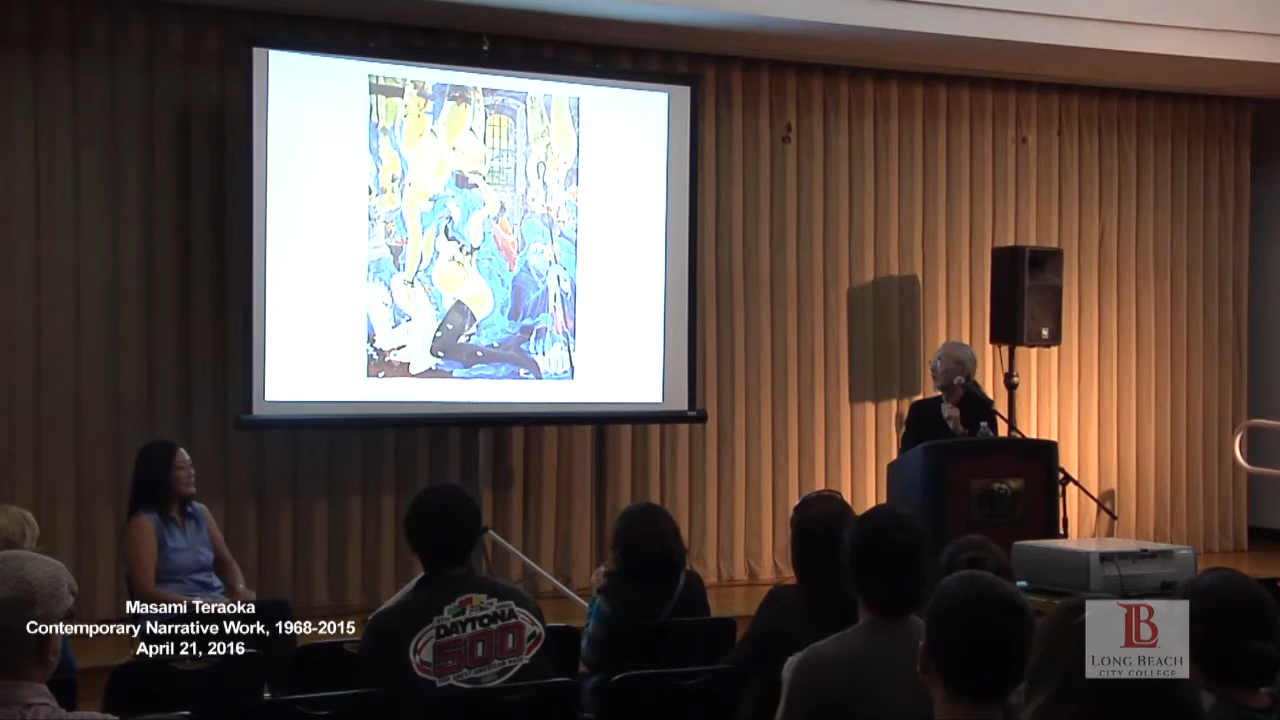 Masami Teraoka
Contemporary Narrative Work, 1968-2015
April 21, 2016
DAYTONA
500
LB
LONG BEACH
CITY COLLEGE